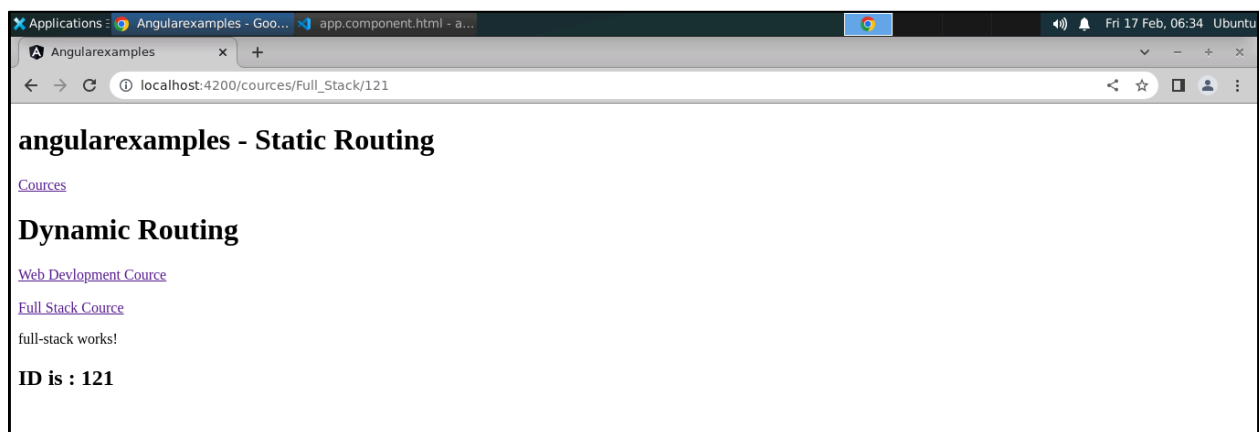 Applications Angularexamples - Goo... app.component.html - a... Fri 17 Feb, 06:34 Ubuntu
Angularexamples
localhost:4200/cources/Full_Stack/121
angularexamples - Static Routing
Cources
Dynamic Routing
Web Devlopment Cource
Full Stack Cource
full-stack works!
ID is : 121